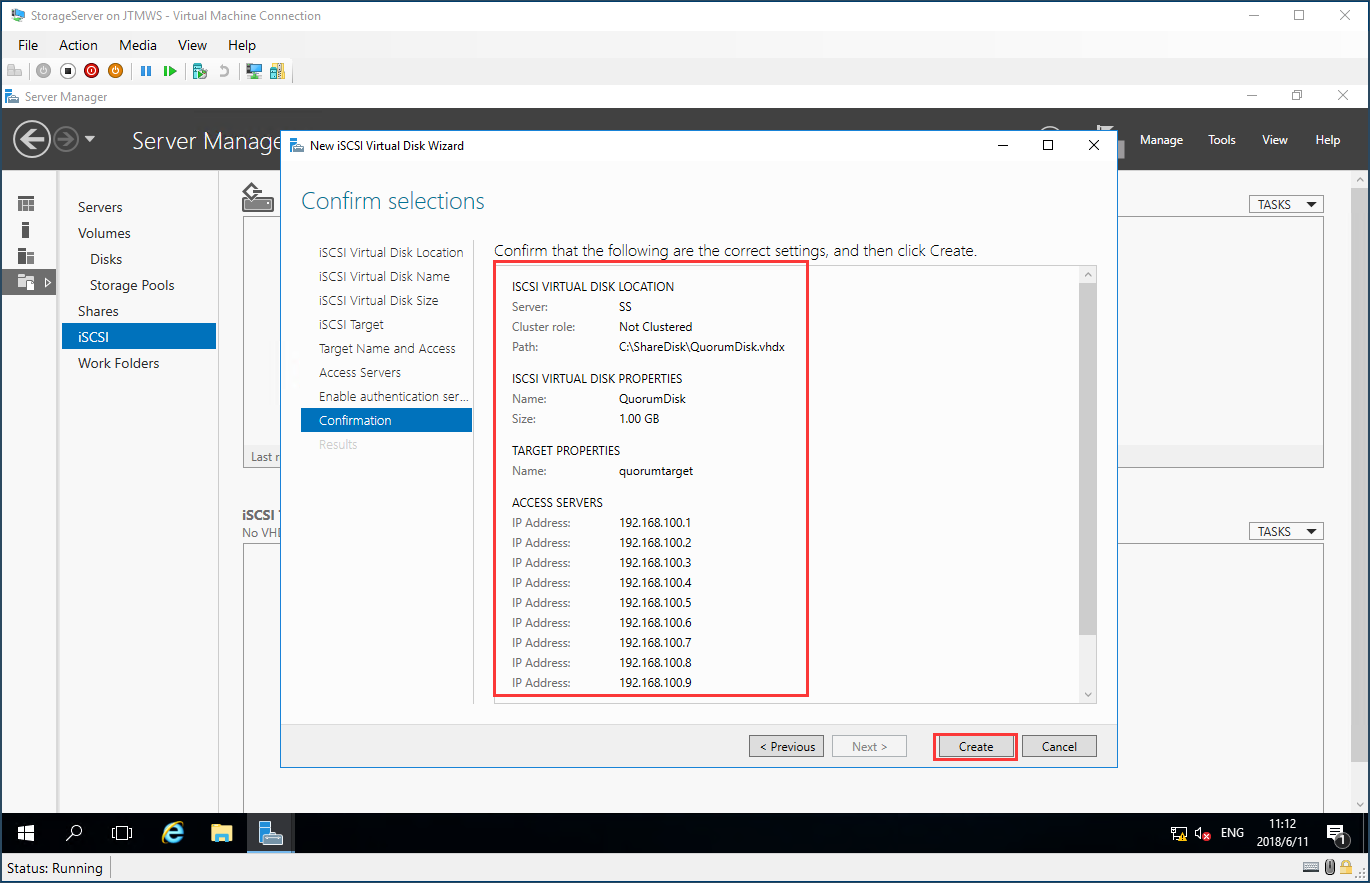 StorageServer on JTMWS - Virtual Machine Connection
File Action Media View Help
Server Manager
Server Manage
Manage Tools View Help
New iSCSI Virtual Disk Wizard
Servers
Volumes
Disks
Storage Pools
Shares
iSCSI
Work Folders
TASKS
Last r
iSCSI
No VHD
TASKS
Confirm selections
iSCSI Virtual Disk Location
iSCSI Virtual Disk Name
iSCSI Virtual Disk Size
iSCSI Target
Target Name and Access
Access Servers
Enable authentication ser...
Confirmation
Results
Confirm that the following are the correct settings, and then click Create.
ISCSI VIRTUAL DISK LOCATION
Server: SS
Cluster role: Not Clustered
Path: C:\ShareDisk\QuorumDisk.vhdx
ISCSI VIRTUAL DISK PROPERTIES
Name: QuorumDisk
Size: 1.00 GB
TARGET PROPERTIES
Name: quorumtarget
ACCESS SERVERS
IP Address: 192.168.100.1
IP Address: 192.168.100.2
IP Address: 192.168.100.3
IP Address: 192.168.100.4
IP Address: 192.168.100.5
IP Address: 192.168.100.6
IP Address: 192.168.100.7
IP Address: 192.168.100.8
IP Address: 192.168.100.9
< Previous Next > Create Cancel
ENG
11:12
2018/6/11
1
Status: Running